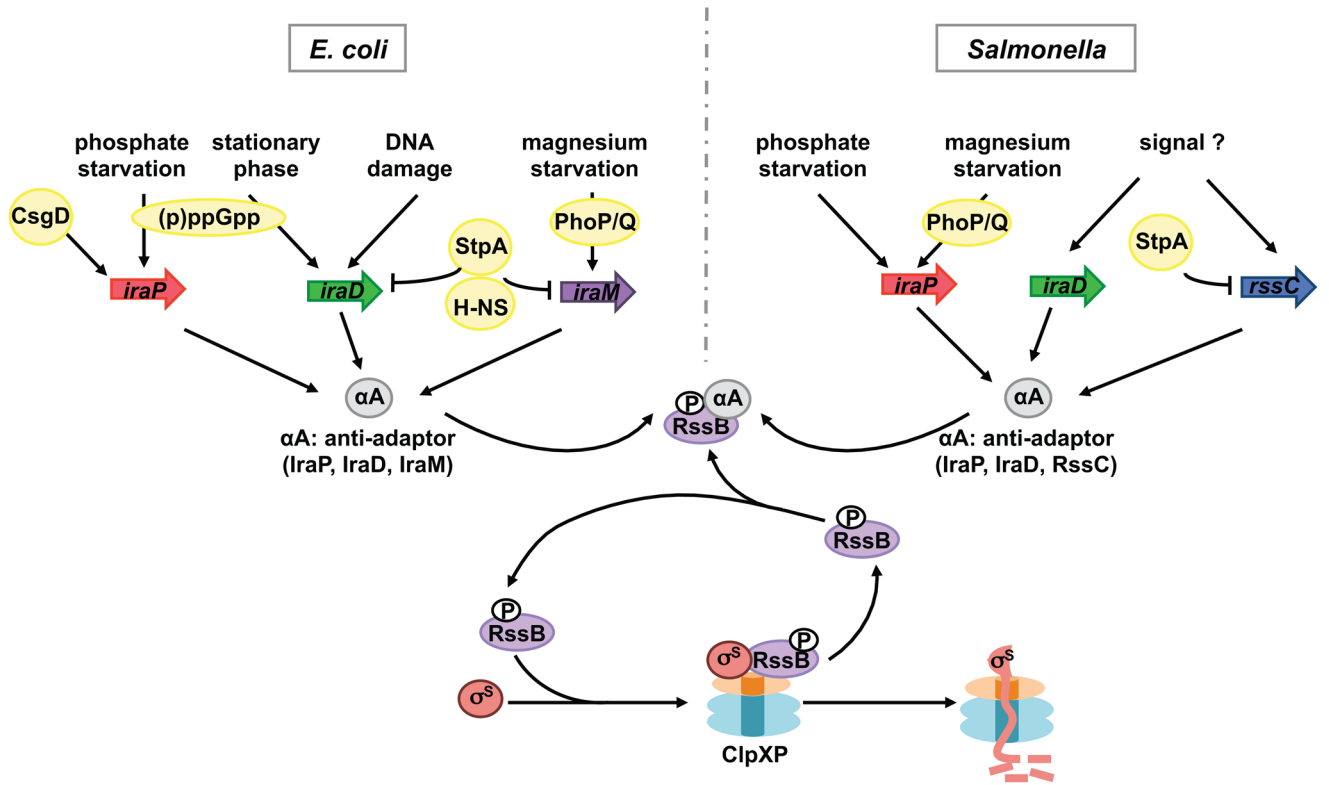 E. coli
Salmonella
phosphate
starvation
stationary
phase
DNA
damage
magnesium
starvation
phosphate
starvation
magnesium
starvation
signal ?
CsgD
(p)ppGpp
StpA
H-NS
PhoP/Q
PhoP/Q
StpA
iraP
iraD
iraM
iraP
iraD
rssC
αA
αA: anti-adaptor
(IraP, IraD, IraM)
P
αA
RssB
αA
αA: anti-adaptor
(IraP, IraD, RssC)
P
RssB
P
RssB
σS
σS
P
RssB
ClpXP
σS